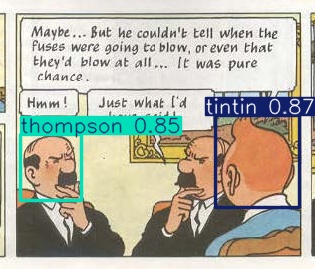 Maybe... But he couldn't tell when the
fuses were going to blow, or even that
they'd blow at all... It was pure
chance.
Hmm!
Just what I'd
tintin 0.87
thompson 0.85